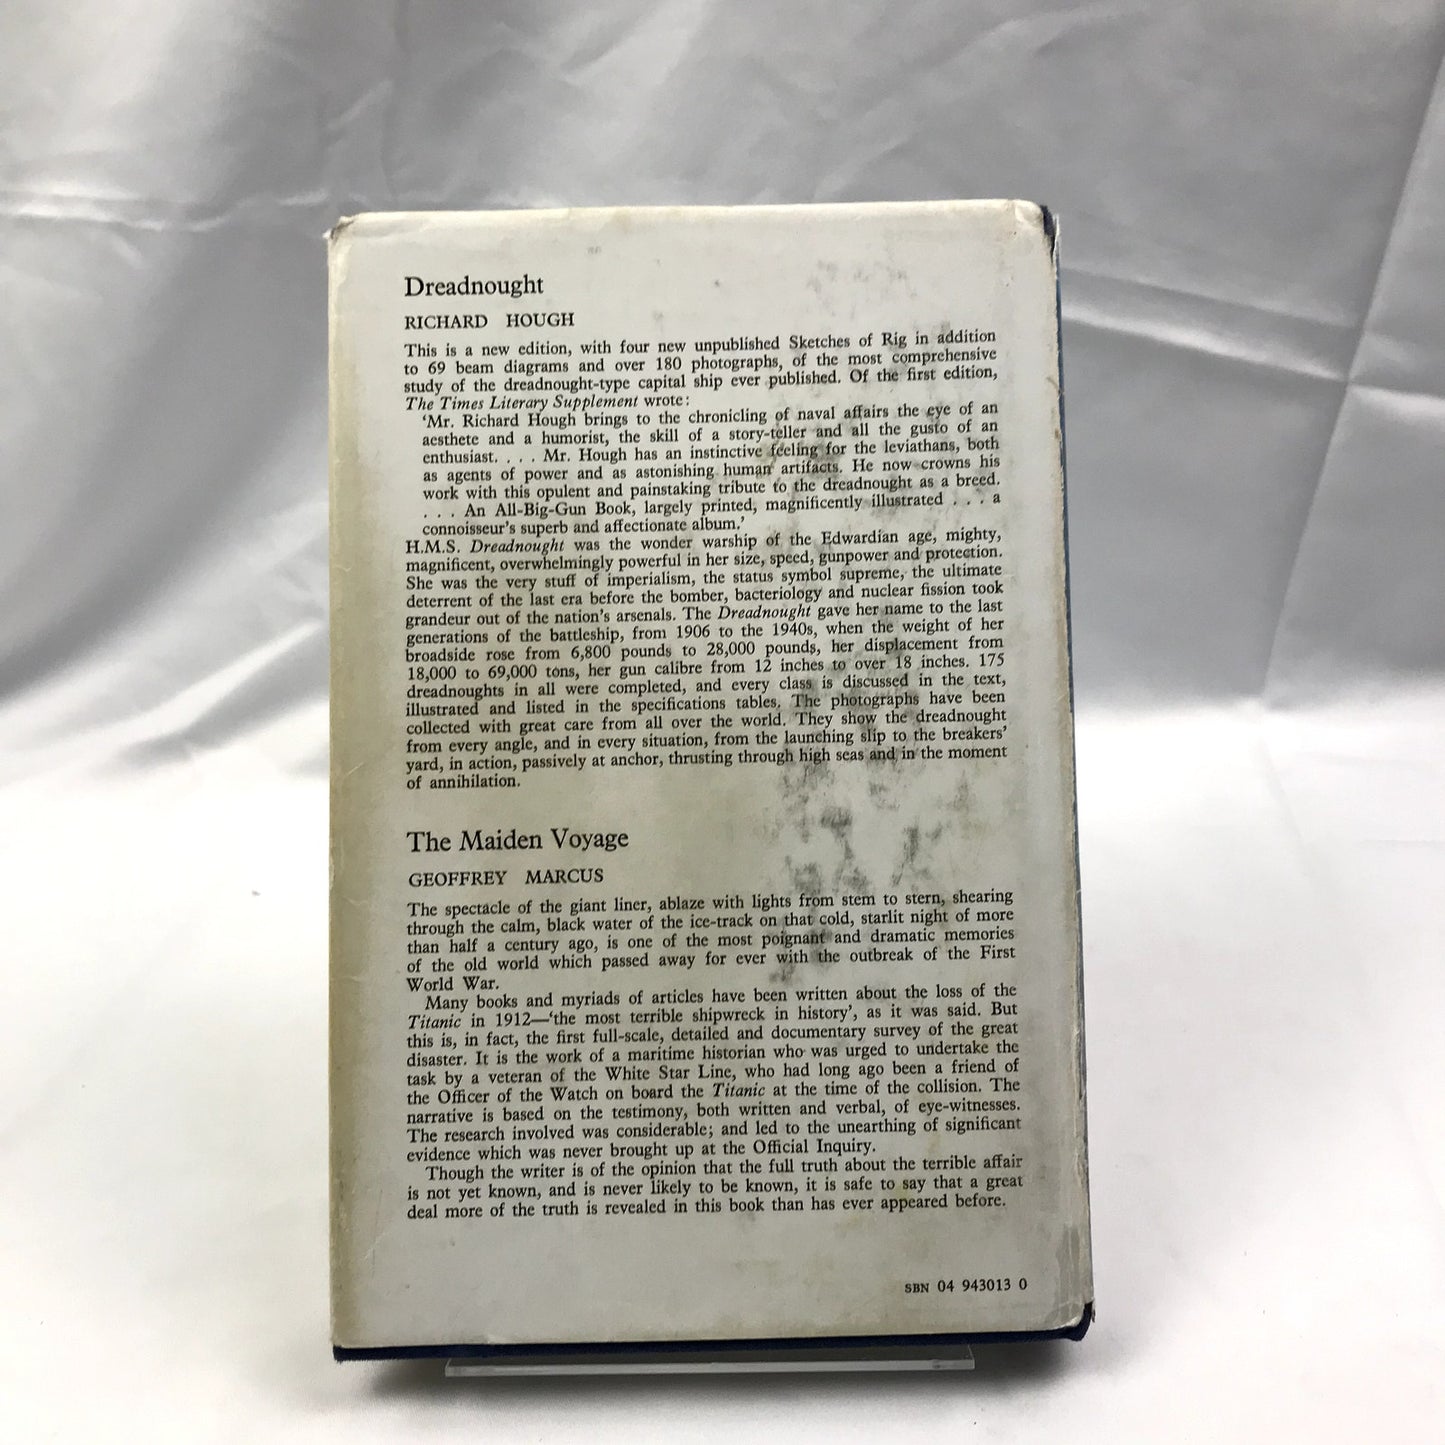 Dreadnought
RICHARD HOUGH
This is a new edition, with four new unpublished Sketches of Rig in addition
to 69 beam diagrams and over 180 photographs, of the most comprehensive
study of the dreadnought-type capital ship ever published. Of the first edition,
The Times Literary Supplement wrote:
‘Mr. Richard Hough brings to the chronicling of naval affairs the eye of an
aesthete and a humorist, the skill of a story-teller and all the gusto of an
enthusiast. . . . Mr. Hough has an instinctive feeling for the leviathans, both
as agents of power and as astonishing human artifacts. He now crowns his
work with this opulent and painstaking tribute to the dreadnought as a breed.
. . . An All-Big-Gun Book, largely printed, magnificently illustrated . . . a
connoisseur’s superb and affectionate album.’
H.M.S. Dreadnought was the wonder warship of the Edwardian age, mighty,
magnificent, overwhelmingly powerful in her size, speed, gunpower and protection.
She was the very stuff of imperialism, the status symbol supreme, the ultimate
deterrent of the last era before the bomber, bacteriology and nuclear fission took
grandeur out of the nation’s arsenals. The Dreadnought gave her name to the last
generations of the battleship, from 1906 to the 1940s, when the weight of her
broadside rose from 6,800 pounds to 28,000 pounds, her displacement from
18,000 to 69,000 tons, her gun calibre from 12 inches to over 18 inches. 175
dreadnoughts in all were completed, and every class is discussed in the text,
illustrated and listed in the specifications tables. The photographs have been
collected with great care from all over the world. They show the dreadnought
from every angle, and in every situation, from the launching slip to the breakers’
yard, in action, passively at anchor, thrusting through high seas and in the moment
of annihilation.
The Maiden Voyage
GEOFFREY MARCUS
The spectacle of the giant liner, ablaze with lights from stem to stern, shearing
through the calm, black water of the ice-track on that cold, starlit night of more
than half a century ago, is one of the most poignant and dramatic memories
of the old world which passed away for ever with the outbreak of the First
World War.
Many books and myriads of articles have been written about the loss of the
Titanic in 1912—‘the most terrible shipwreck in history’, as it was said. But
this is, in fact, the first full-scale, detailed and documentary survey of the great
disaster. It is the work of a maritime historian who was urged to undertake the
task by a veteran of the White Star Line, who had long ago been a friend of
the Officer of the Watch on board the Titanic at the time of the collision. The
narrative is based on the testimony, both written and verbal, of eye-witnesses.
The research involved was considerable; and led to the unearthing of significant
evidence which was never brought up at the Official Inquiry.
Though the writer is of the opinion that the full truth about the terrible affair
is not yet known, and is never likely to be known, it is safe to say that a great
deal more of the truth is revealed in this book than has ever appeared before.
SBN 04 943013 0